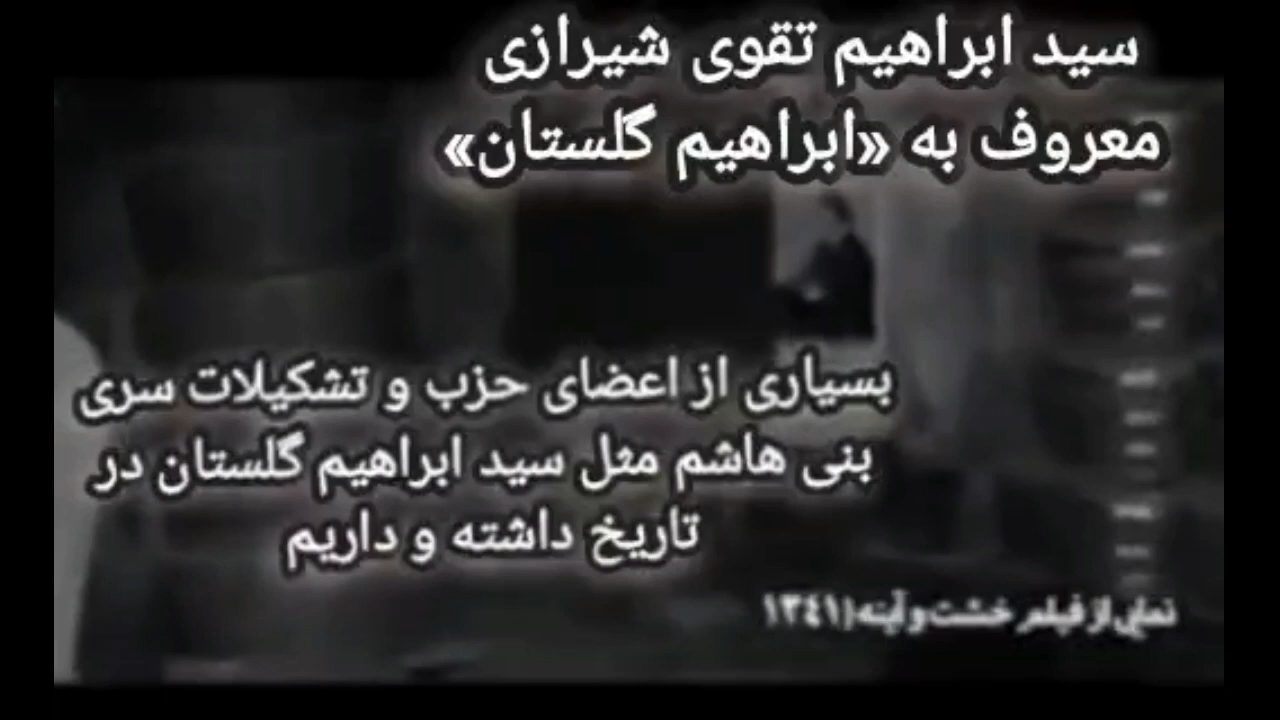 سید ابراهیم تقوی شیرازی
معروف به «ابراهیم گلستان»
بسیاری از اعضای حزب و تشکیلات سری
بنی هاشم مثل سید ابراهیم گلستان در
تاریخ داشته و داریم
نمایی از فیلم خشت و آینه (۱۳٤۱